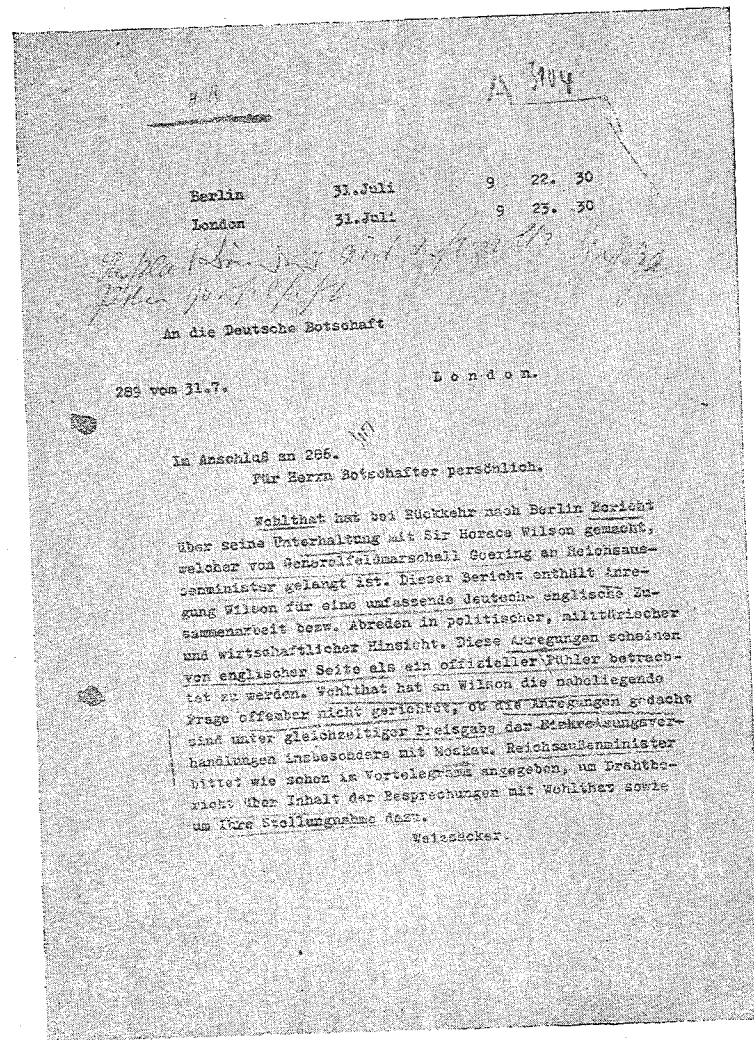 A 3104
Berlin 31.Juli 9 22. 30
London 31.Juli 9 23. 30
An die Deutsche Botschaft
London.
289 vom 31.7.
Im Anschluß an 286.
Für Herrn Botschafter persönlich.
Wohlthat hat bei Rückkehr nach Berlin Bericht
über seine Unterhaltung mit Sir Horace Wilson gemacht,
welcher von Generalfeldmarschall Goering an Reichsaus-
senminister gelangt ist. Dieser Bericht enthält Anre-
gung Wilson für eine umfassende deutsch- englische Zu-
sammenarbeit bezw. Abreden in politischer, militärischer
und wirtschaftlicher Hinsicht. Diese Anregungen scheinen
von englischer Seite als ein offizieller Fühler betrach-
tet zu werden. Wohlthat hat an Wilson die naheliegende
Frage offenbar nicht gerichtet, ob die Anregungen gedacht
sind unter gleichzeitiger Preisgabe der Einkreisungsver-
handlungen insbesondere mit Moskau. Reichsaußenminister
bittet wie schon im Vortelegramm angegeben, um Drahtbe-
richt über Inhalt der Besprechungen mit Wohlthat sowie
um Ihre Stellungnahme dazu.
Weizsäcker.